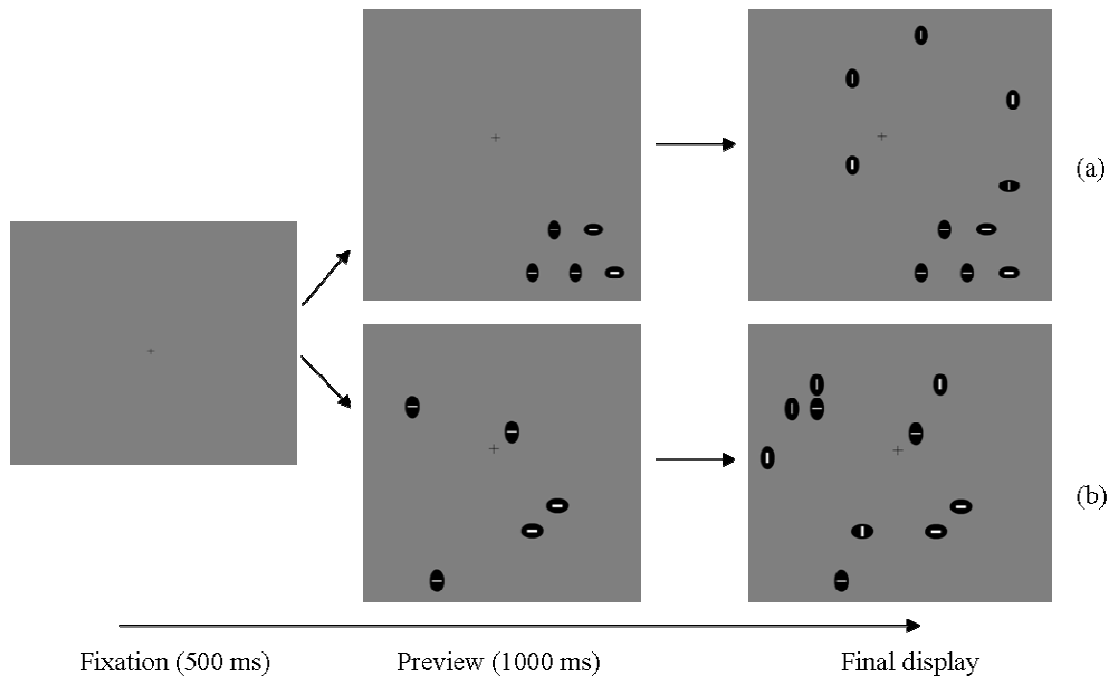 (a)
(b)
Fixation (500 ms)
Preview (1000 ms)
Final display